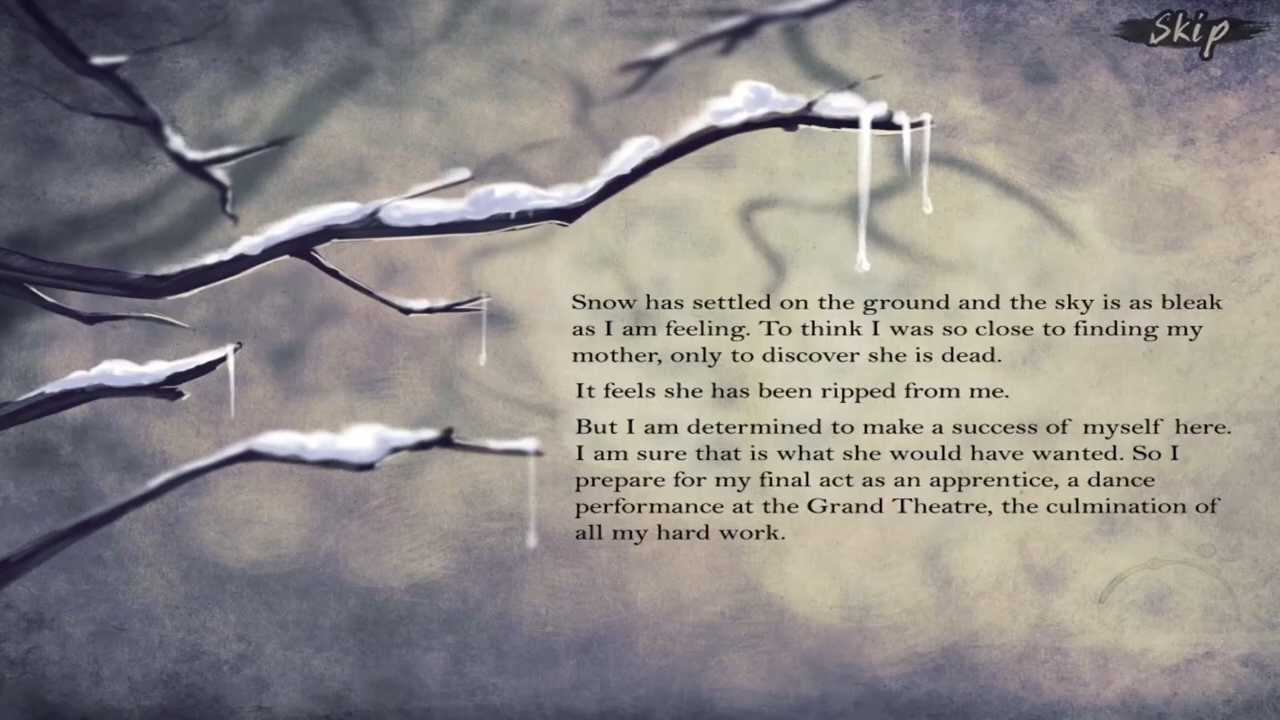 Skip
Snow has settled on the ground and the sky is as bleak
as I am feeling. To think I was so close to finding my
mother, only to discover she is dead.
It feels she has been ripped from me.
But I am determined to make a success of myself here.
I am sure that is what she would have wanted. So I
prepare for my final act as an apprentice, a dance
performance at the Grand Theatre, the culmination of
all my hard work.